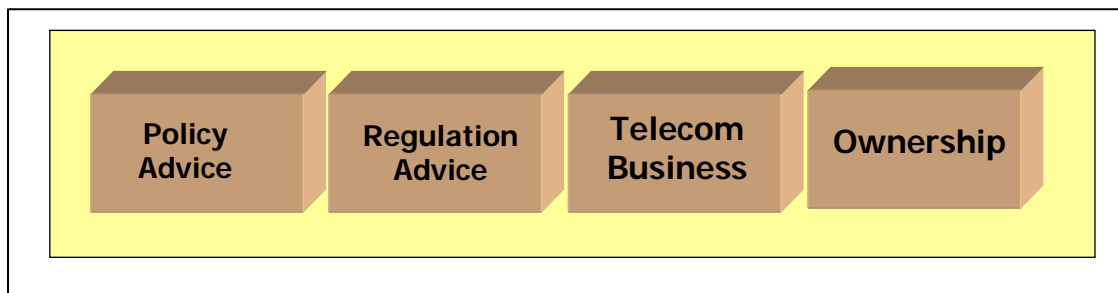 Policy
Advice
Regulation
Advice
Telecom
Business
Ownership